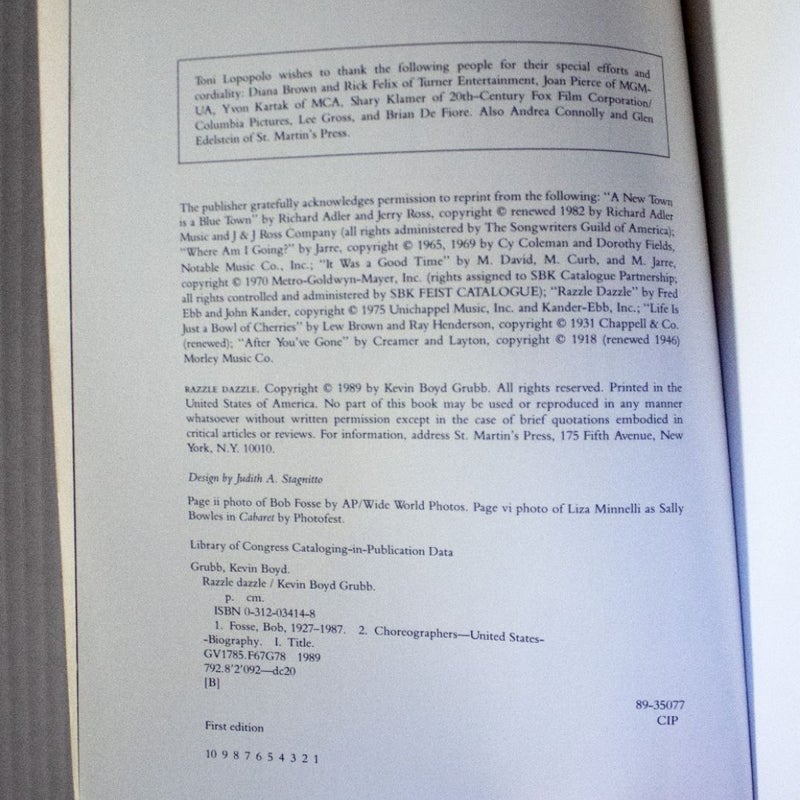 Toni Lopopolo wishes to thank the following people for their special efforts and
cordiality: Diana Brown and Rick Felix of Turner Entertainment, Joan Pierce of MGM-
UA, Yvon Kartak of MCA, Shary Klamer of 20th-Century Fox Film Corporation/
Columbia Pictures, Lee Gross, and Brian De Fiore. Also Andrea Connolly and Glen
Edelstein of St. Martin's Press.
The publisher gratefully acknowledges permission to reprint from the following: "A New Town
is a Blue Town" by Richard Adler and Jerry Ross, copyright © renewed 1982 by Richard Adler
Music and J & J Ross Company (all rights administered by The Songwriters Guild of America);
"Where Am I Going?" by Jarre, copyright © 1965, 1969 by Cy Coleman and Dorothy Fields,
Notable Music Co., Inc.; "It Was a Good Time" by M. David, M. Curb, and M. Jarre,
copyright © 1970 Metro-Goldwyn-Mayer, Inc. (rights assigned to SBK Catalogue Partnership;
all rights controlled and administered by SBK FEIST CATALOGUE); "Razzle Dazzle" by Fred
Ebb and John Kander, copyright © 1975 Unichappel Music, Inc. and Kander-Ebb, Inc.; "Life Is
Just a Bowl of Cherries" by Lew Brown and Ray Henderson, copyright © 1931 Chappell & Co.
(renewed); "After You've Gone" by Creamer and Layton, copyright © 1918 (renewed 1946)
Morley Music Co.
RAZZLE DAZZLE. Copyright © 1989 by Kevin Boyd Grubb. All rights reserved. Printed in the
United States of America. No part of this book may be used or reproduced in any manner
whatsoever without written permission except in the case of brief quotations embodied in
critical articles or reviews. For information, address St. Martin's Press, 175 Fifth Avenue, New
York, N.Y. 10010.
Design by Judith A. Stagnitto
Page ii photo of Bob Fosse by AP/Wide World Photos. Page vi photo of Liza Minnelli as Sally
Bowles in Cabaret by Photofest.
Library of Congress Cataloging-in-Publication Data
Grubb, Kevin Boyd.
Razzle dazzle / Kevin Boyd Grubb.
p. cm.
ISBN 0-312-03414-8
1. Fosse, Bob, 1927-1987. 2. Choreographers—United States-
-Biography. I. Title.
GV1785.F67G78 1989
792.8'2'092—dc20
[B]
89-35077
CIP
First edition
10 9 8 7 6 5 4 3 2 1